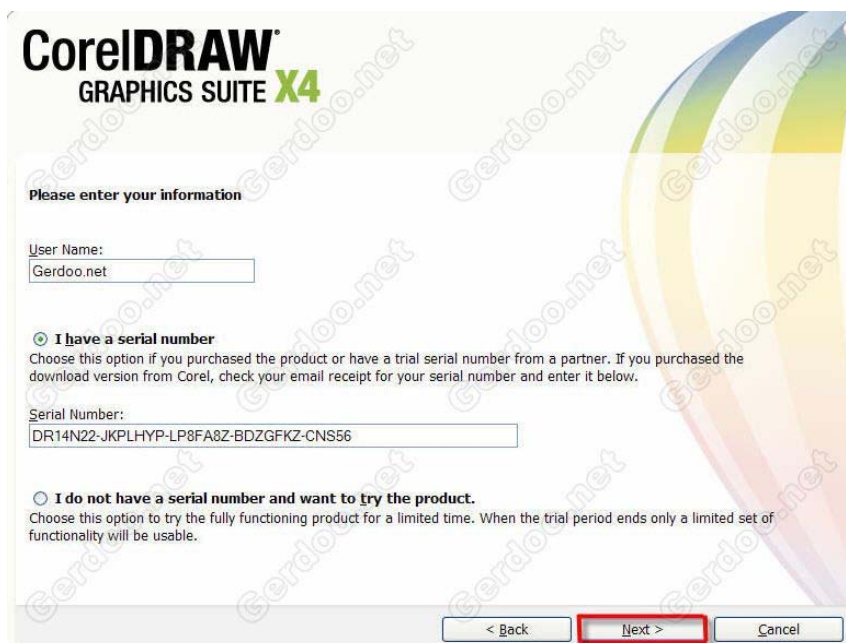 CorelDRAW®
GRAPHICS SUITE X4
Please enter your information
User Name:
Gerdoo.net
I have a serial number
Choose this option if you purchased the product or have a trial serial number from a partner. If you purchased the
download version from Corel, check your email receipt for your serial number and enter it below.
Serial Number:
DR14N22-JKPLHYP-LP8FA8Z-BDZGFKZ-CNS56
I do not have a serial number and want to try the product.
Choose this option to try the fully functioning product for a limited time. When the trial period ends only a limited set of
functionality will be usable.
< Back Next > Cancel
Gerdoo.net